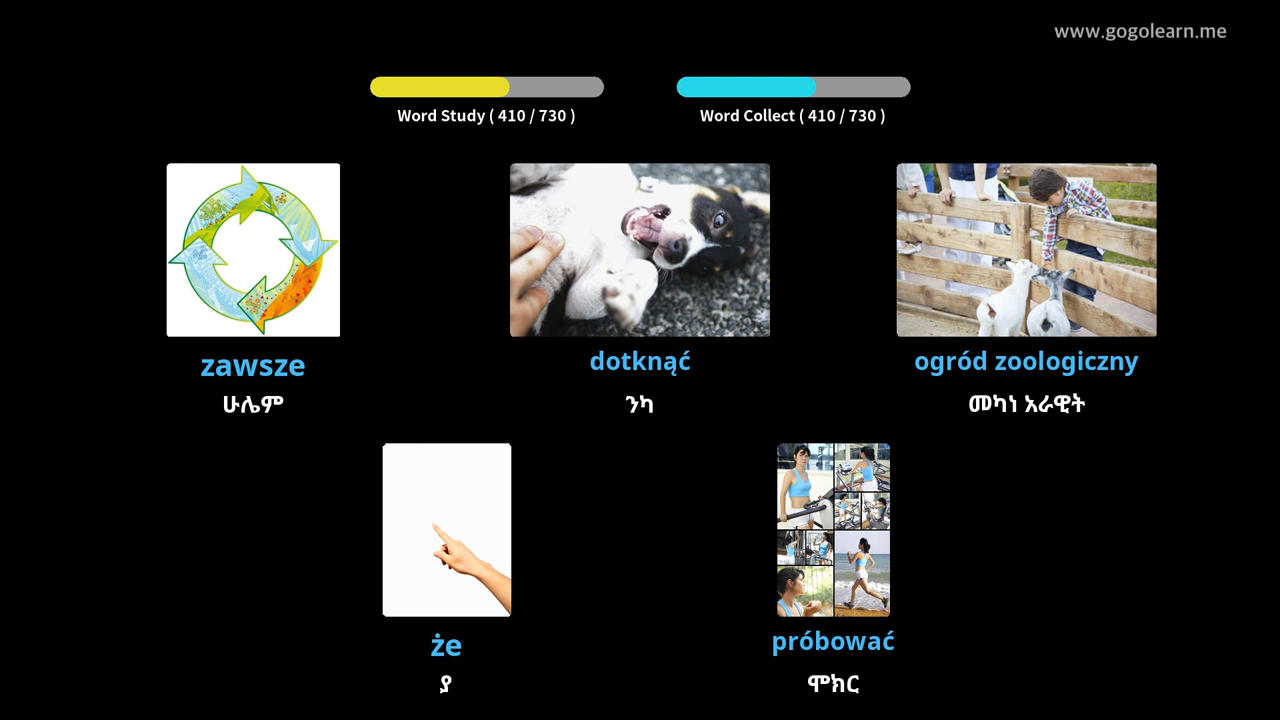 www.gogolearn.me
Word Study ( 410 / 730 )
Word Collect ( 410 / 730 )
zawsze
ሁሌም
dotknąć
ንካ
ogród zoologiczny
መካነ አራዊት
że
ያ
próbować
ሞክር